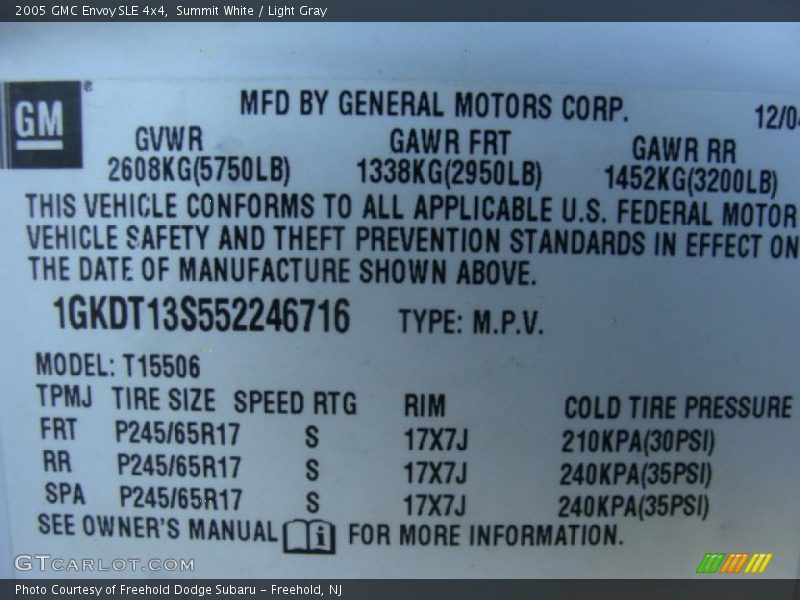 2005 GMC Envoy SLE 4x4, Summit White / Light Gray
GM ®
MFD BY GENERAL MOTORS CORP. 12/04
GVWR GAWR FRT GAWR RR
2608KG(5750LB) 1338KG(2950LB) 1452KG(3200LB)
THIS VEHICLE CONFORMS TO ALL APPLICABLE U.S. FEDERAL MOTOR
VEHICLE SAFETY AND THEFT PREVENTION STANDARDS IN EFFECT ON
THE DATE OF MANUFACTURE SHOWN ABOVE.
1GKDT13S552246716 TYPE: M.P.V.
MODEL: T15506
TPMJ TIRE SIZE SPEED RTG RIM COLD TIRE PRESSURE
FRT P245/65R17 S 17X7J 210KPA(30PSI)
RR P245/65R17 S 17X7J 240KPA(35PSI)
SPA P245/65R17 S 17X7J 240KPA(35PSI)
SEE OWNER'S MANUAL i FOR MORE INFORMATION.
GTCARLOT.COM
Photo Courtesy of Freehold Dodge Subaru - Freehold, NJ